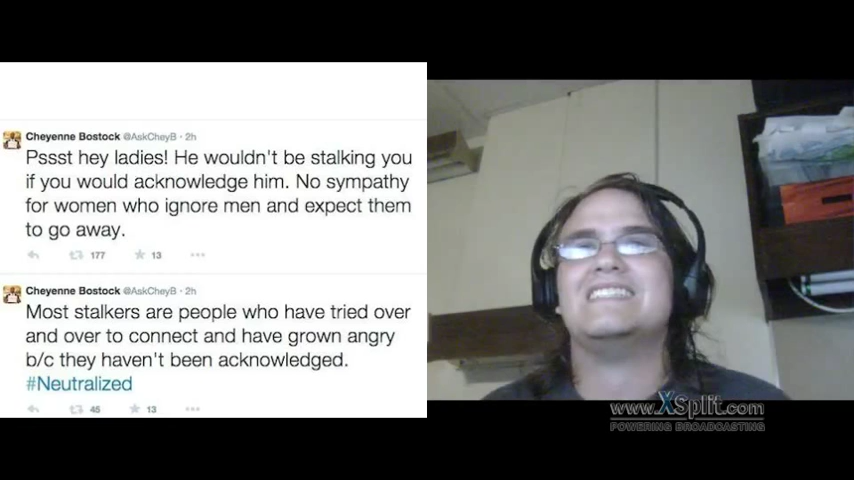 Cheyenne Bostock @AskCheyB · 2h
Pssst hey ladies! He wouldn't be stalking you
if you would acknowledge him. No sympathy
for women who ignore men and expect them
to go away.
177 13
Cheyenne Bostock @AskCheyB · 2h
Most stalkers are people who have tried over
and over to connect and have grown angry
b/c they haven't been acknowledged.
#Neutralized
45 13
www.XSplit.com
POWERING BROADCASTING